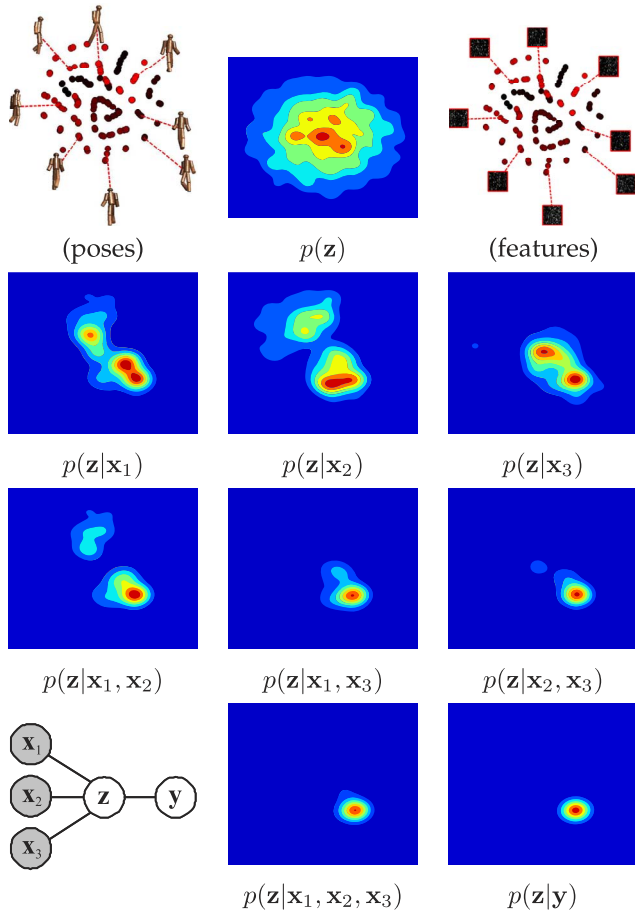 (poses) p(z) (features)
p(z|x₁) p(z|x₂) p(z|x₃)
p(z|x₁, x₂) p(z|x₁, x₃) p(z|x₂, x₃)
x₁
x₂ z y
x₃
p(z|x₁, x₂, x₃) p(z|y)